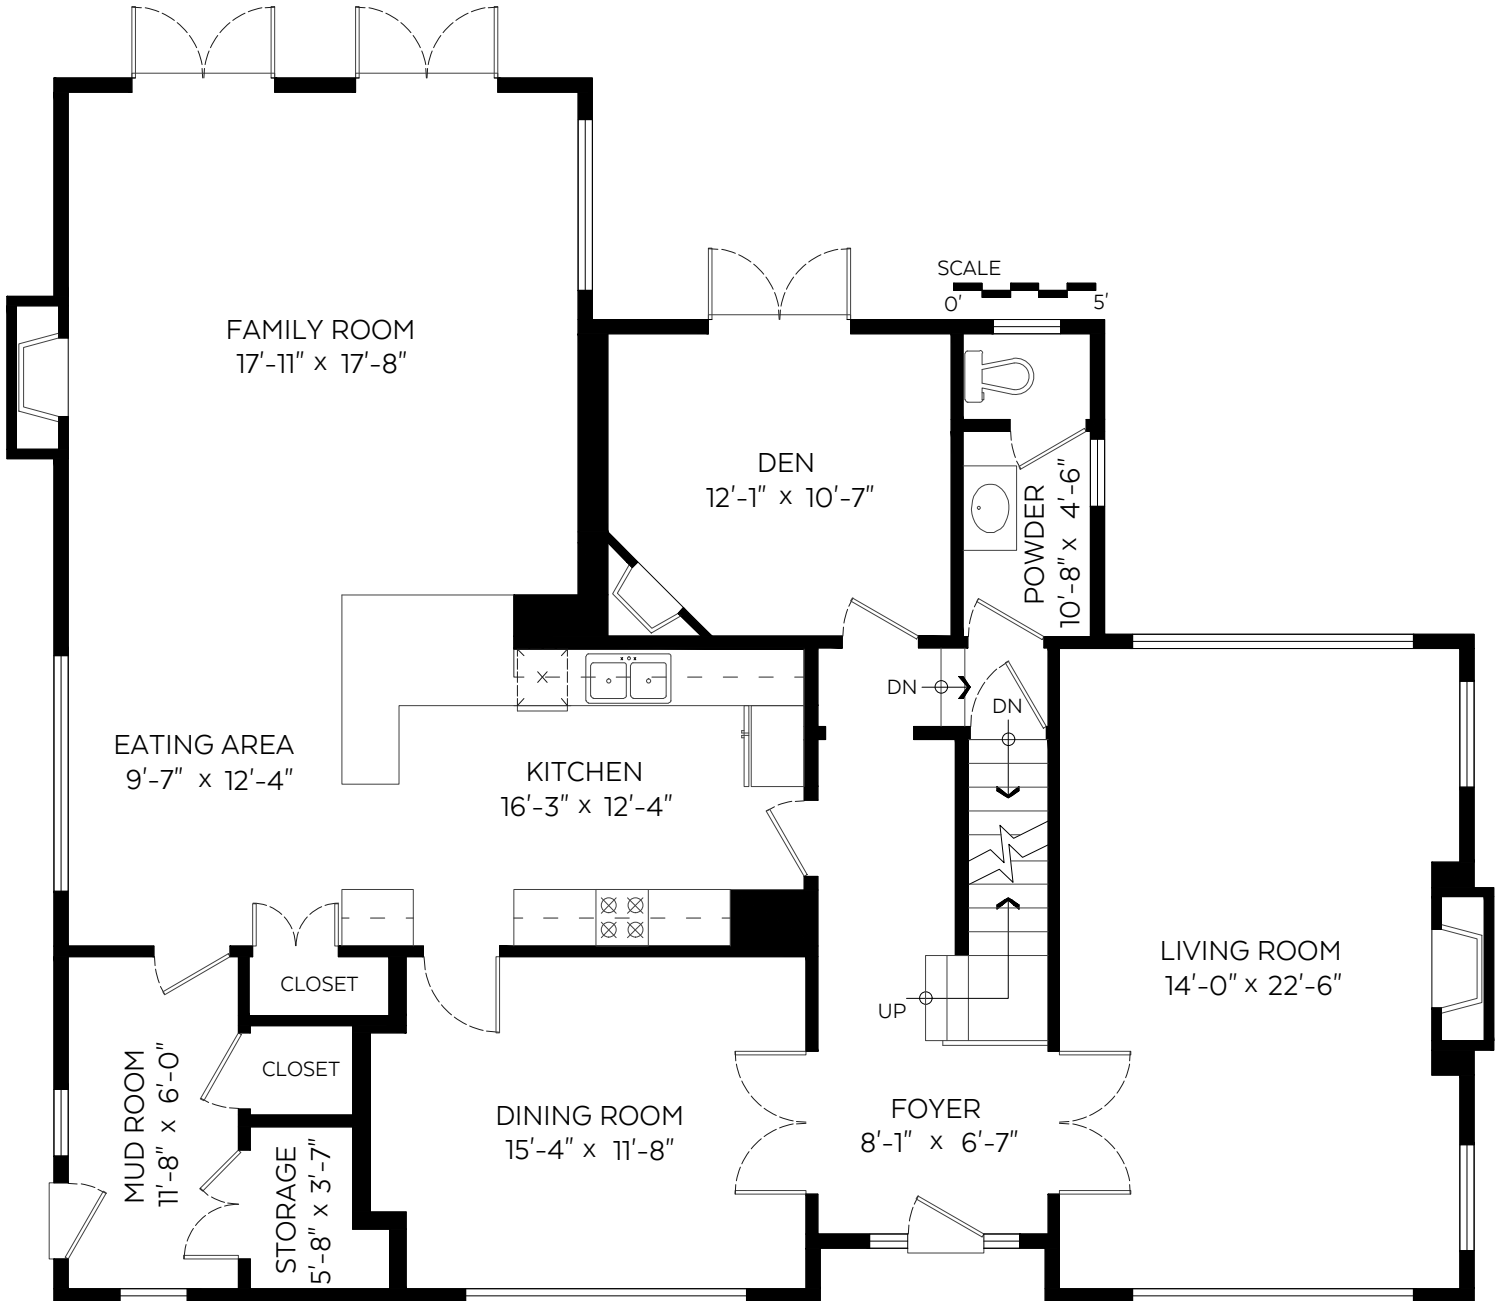 SCALE
0' 5'
FAMILY ROOM
17'-11" x 17'-8"
DEN
12'-1" x 10'-7"
POWDER
10'-8" x 4'-6"
DN
DN
EATING AREA
9'-7" x 12'-4"
KITCHEN
16'-3" x 12'-4"
LIVING ROOM
14'-0" x 22'-6"
CLOSET
UP
CLOSET
MUD ROOM
11'-8" x 6'-0"
DINING ROOM
15'-4" x 11'-8"
FOYER
8'-1" x 6'-7"
STORAGE
5'-8" x 3'-7"